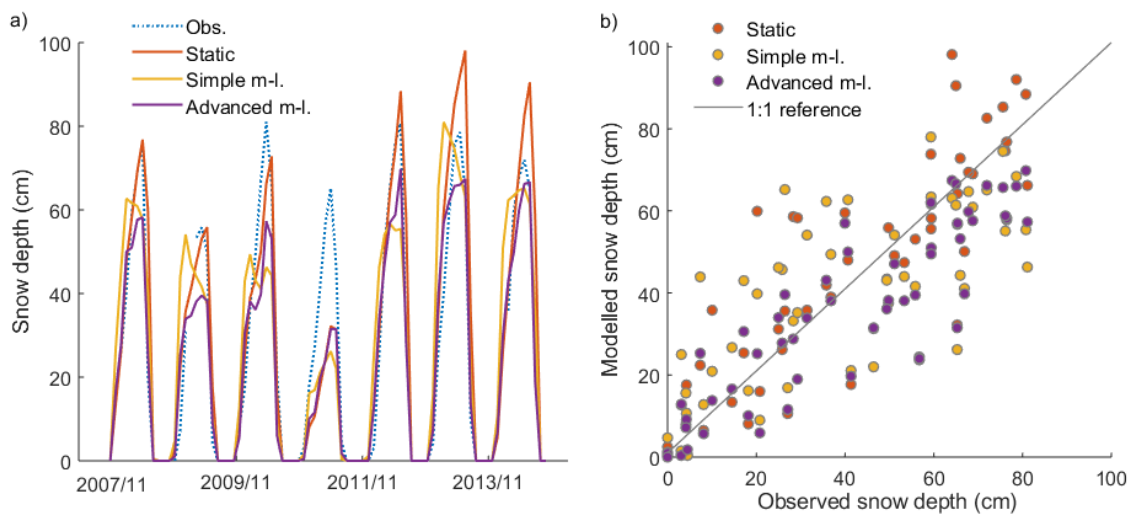 a)
Obs.
Static
Simple m-l.
Advanced m-l.
Snow depth (cm)
100
80
60
40
20
0
2007/11
2009/11
2011/11
2013/11
b)
Static
Simple m-l.
Advanced m-l.
1:1 reference
Modelled snow depth (cm)
100
80
60
40
20
0
0
20
40
60
80
100
Observed snow depth (cm)